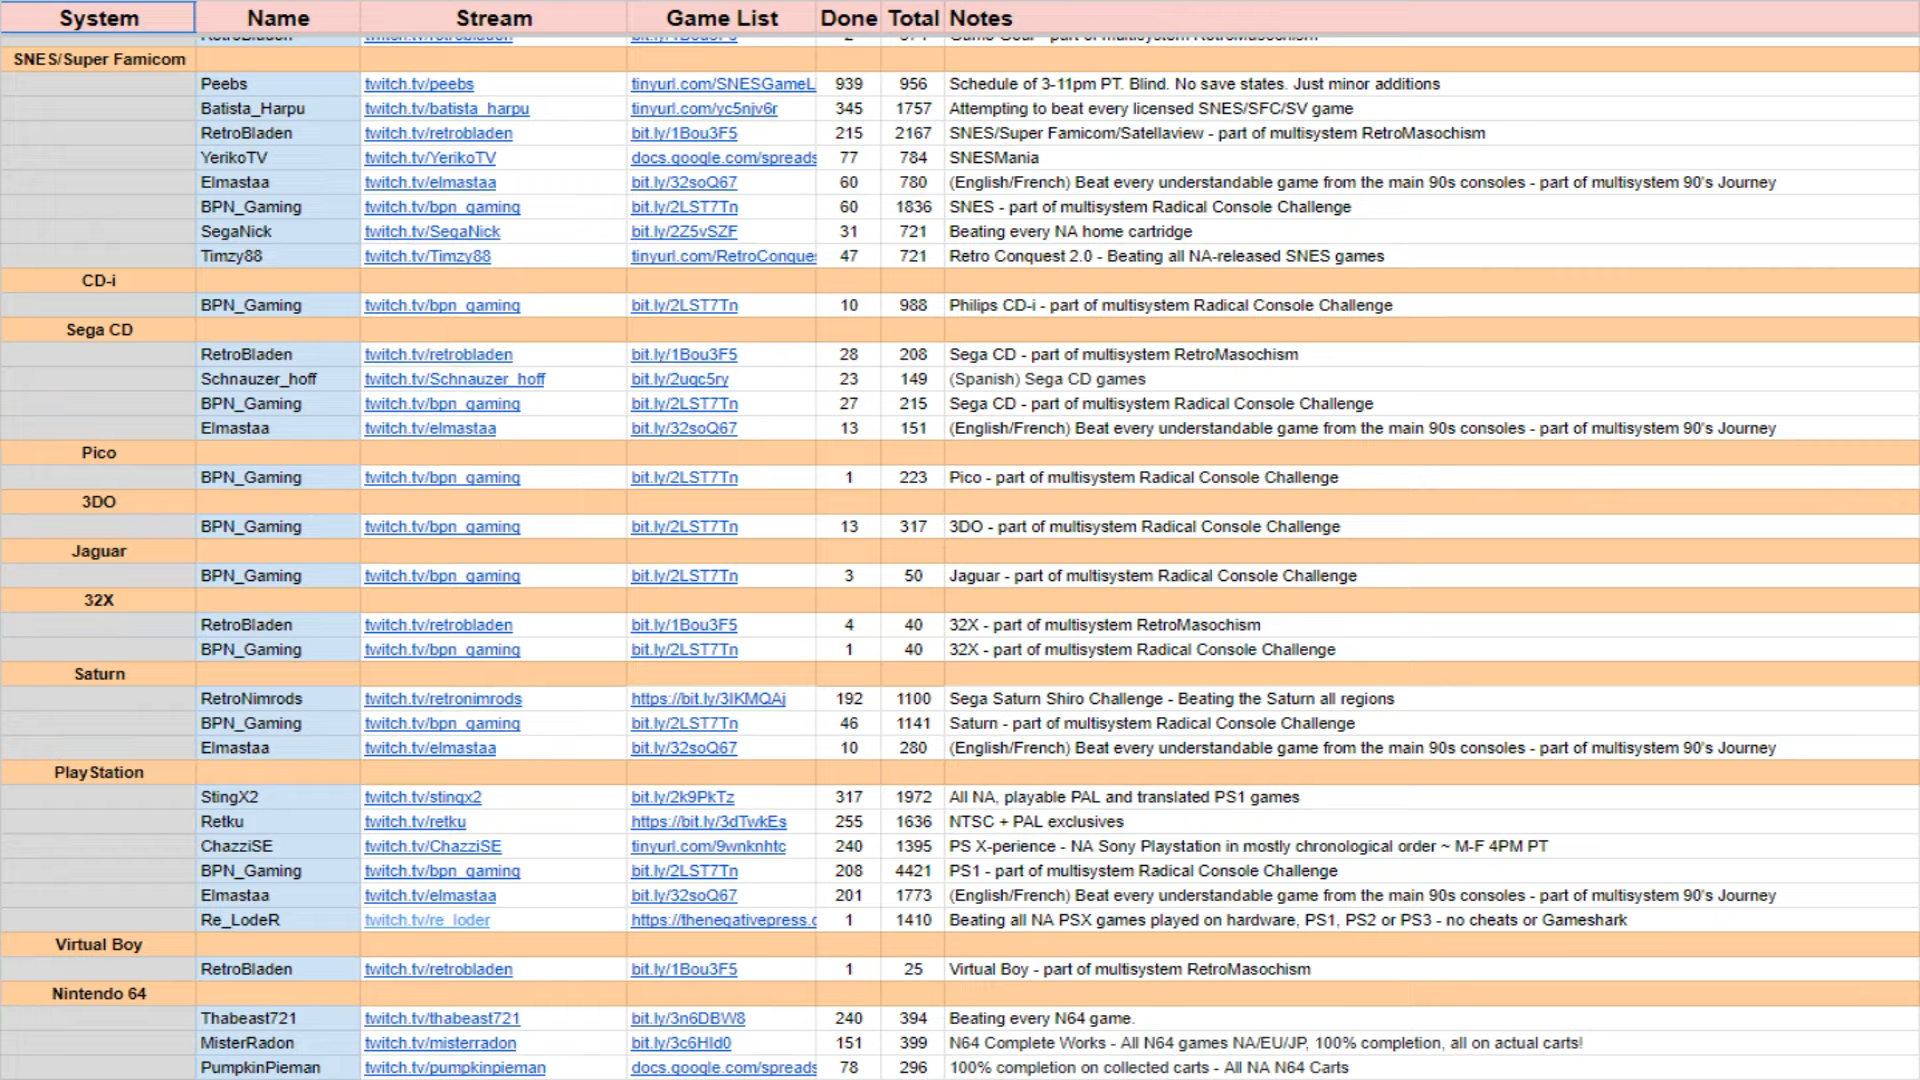 System Name Stream Game List Done Total Notes
SNES/Super Famicom
Peebs twitch.tv/peebs tinyurl.com/SNESGameL 939 956 Schedule of 3-11pm PT. Blind. No save states. Just minor additions
Batista_Harpu twitch.tv/batista_harpu tinyurl.com/yc5njv6r 345 1757 Attempting to beat every licensed SNES/SFC/SV game
RetroBladen twitch.tv/retrobladen bit.ly/1Bou3F5 215 2167 SNES/Super Famicom/Satellaview - part of multisystem RetroMasochism
YerikoTV twitch.tv/YerikoTV docs.google.com/spreads 77 784 SNESMania
Elmastaa twitch.tv/elmastaa bit.ly/32soQ67 60 780 (English/French) Beat every understandable game from the main 90s consoles - part of multisystem 90's Journey
BPN_Gaming twitch.tv/bpn_gaming bit.ly/2LST7Tn 60 1836 SNES - part of multisystem Radical Console Challenge
SegaNick twitch.tv/SegaNick bit.ly/2Z5vSZF 31 721 Beating every NA home cartridge
Timzy88 twitch.tv/Timzy88 tinyurl.com/RetroConques 47 721 Retro Conquest 2.0 - Beating all NA-released SNES games
CD-i
BPN_Gaming twitch.tv/bpn_gaming bit.ly/2LST7Tn 10 988 Philips CD-i - part of multisystem Radical Console Challenge
Sega CD
RetroBladen twitch.tv/retrobladen bit.ly/1Bou3F5 28 208 Sega CD - part of multisystem RetroMasochism
Schnauzer_hoff twitch.tv/Schnauzer_hoff bit.ly/2uqc5ry 23 149 (Spanish) Sega CD games
BPN_Gaming twitch.tv/bpn_gaming bit.ly/2LST7Tn 27 215 Sega CD - part of multisystem Radical Console Challenge
Elmastaa twitch.tv/elmastaa bit.ly/32soQ67 13 151 (English/French) Beat every understandable game from the main 90s consoles - part of multisystem 90's Journey
Pico
BPN_Gaming twitch.tv/bpn_gaming bit.ly/2LST7Tn 1 223 Pico - part of multisystem Radical Console Challenge
3DO
BPN_Gaming twitch.tv/bpn_gaming bit.ly/2LST7Tn 13 317 3DO - part of multisystem Radical Console Challenge
Jaguar
BPN_Gaming twitch.tv/bpn_gaming bit.ly/2LST7Tn 3 50 Jaguar - part of multisystem Radical Console Challenge
32X
RetroBladen twitch.tv/retrobladen bit.ly/1Bou3F5 4 40 32X - part of multisystem RetroMasochism
BPN_Gaming twitch.tv/bpn_gaming bit.ly/2LST7Tn 1 40 32X - part of multisystem Radical Console Challenge
Saturn
RetroNimrods twitch.tv/retronimrods https://bit.ly/3IKMQAj 192 1100 Sega Saturn Shiro Challenge - Beating the Saturn all regions
BPN_Gaming twitch.tv/bpn_gaming bit.ly/2LST7Tn 46 1141 Saturn - part of multisystem Radical Console Challenge
Elmastaa twitch.tv/elmastaa bit.ly/32soQ67 10 280 (English/French) Beat every understandable game from the main 90s consoles - part of multisystem 90's Journey
PlayStation
StingX2 twitch.tv/stingx2 bit.ly/2k9PkTz 317 1972 All NA, playable PAL and translated PS1 games
Retku twitch.tv/retku https://bit.ly/3dTwkEs 255 1636 NTSC + PAL exclusives
ChazziSE twitch.tv/ChazziSE tinyurl.com/9wnknhtc 240 1395 PS X-perience - NA Sony Playstation in mostly chronological order ~ M-F 4PM PT
BPN_Gaming twitch.tv/bpn_gaming bit.ly/2LST7Tn 208 4421 PS1 - part of multisystem Radical Console Challenge
Elmastaa twitch.tv/elmastaa bit.ly/32soQ67 201 1773 (English/French) Beat every understandable game from the main 90s consoles - part of multisystem 90's Journey
Re_LodeR twitch.tv/re_loder https://thenegativepress.c 1 1410 Beating all NA PSX games played on hardware, PS1, PS2 or PS3 - no cheats or Gameshark
Virtual Boy
RetroBladen twitch.tv/retrobladen bit.ly/1Bou3F5 1 25 Virtual Boy - part of multisystem RetroMasochism
Nintendo 64
Thabeast721 twitch.tv/thabeast721 bit.ly/3n6DBW8 240 394 Beating every N64 game.
MisterRadon twitch.tv/misterradon bit.ly/3c6Hld0 151 399 N64 Complete Works - All N64 games NA/EU/JP, 100% completion, all on actual carts!
PumpkinPieman twitch.tv/pumpkinpieman docs.google.com/spreads 78 296 100% completion on collected carts - All NA N64 Carts